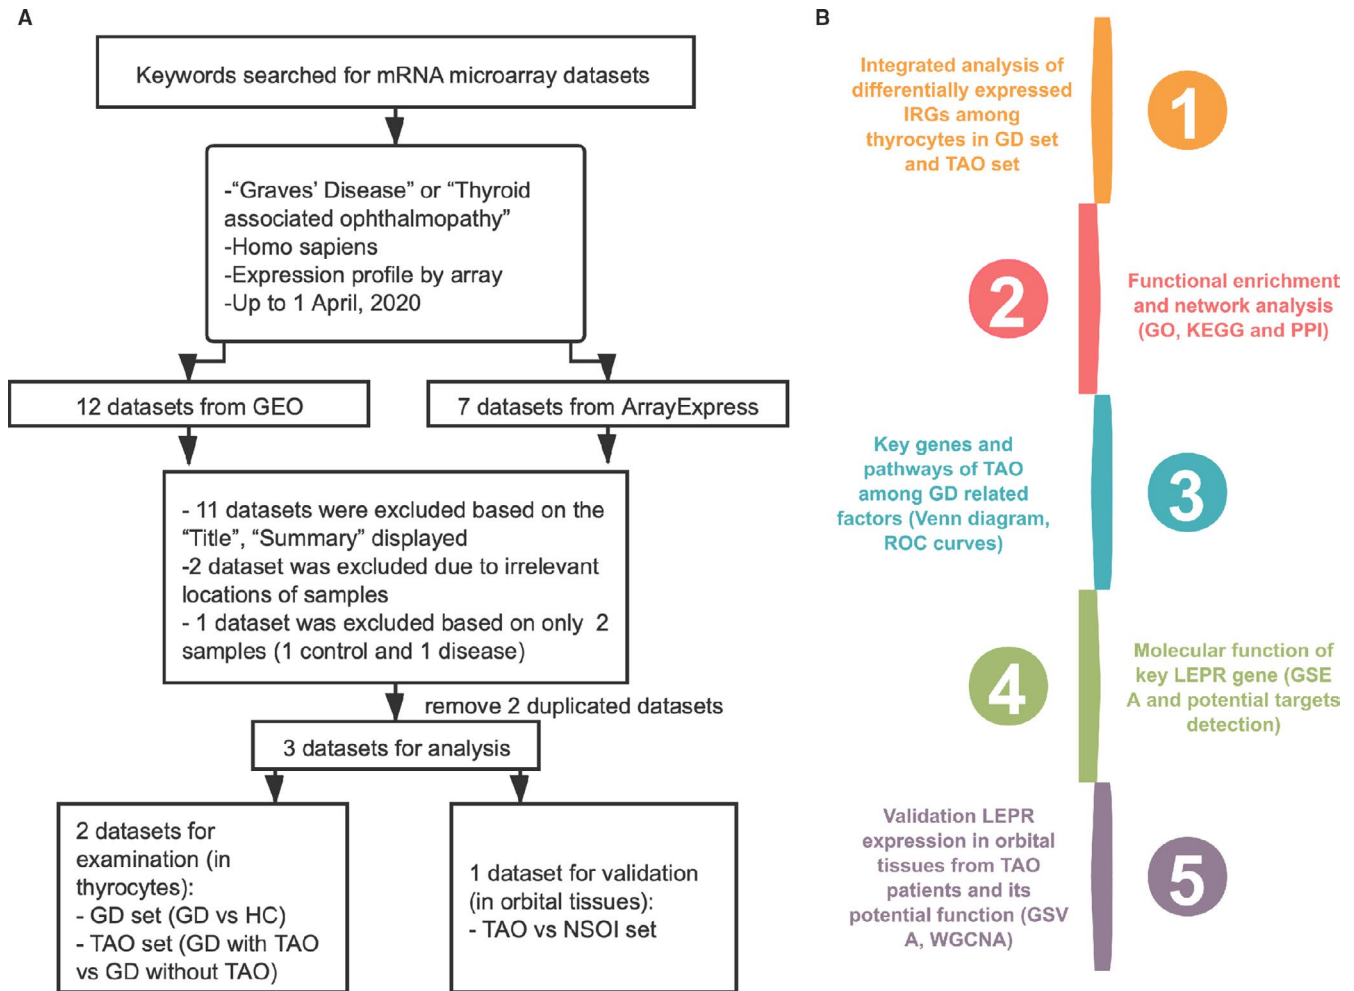 A
Keywords searched for mRNA microarray datasets
-“Graves’ Disease” or “Thyroid
associated ophthalmopathy”
-Homo sapiens
-Expression profile by array
-Up to 1 April, 2020
12 datasets from GEO
7 datasets from ArrayExpress
- 11 datasets were excluded based on the
“Title”, “Summary” displayed
-2 dataset was excluded due to irrelevant
locations of samples
- 1 dataset was excluded based on only 2
samples (1 control and 1 disease)
remove 2 duplicated datasets
3 datasets for analysis
2 datasets for
examination (in
thyrocytes):
- GD set (GD vs HC)
- TAO set (GD with TAO
vs GD without TAO)
1 dataset for validation
(in orbital tissues):
- TAO vs NSOI set
B
Integrated analysis of
differentially expressed
IRGs among
thyrocytes in GD set
and TAO set
1
2
Functional enrichment
and network analysis
(GO, KEGG and PPI)
Key genes and
pathways of TAO
among GD related
factors (Venn diagram,
ROC curves)
3
4
Molecular function of
key LEPR gene (GSE
A and potential targets
detection)
Validation LEPR
expression in orbital
tissues from TAO
patients and its
potential function (GSV
A, WGCNA)
5